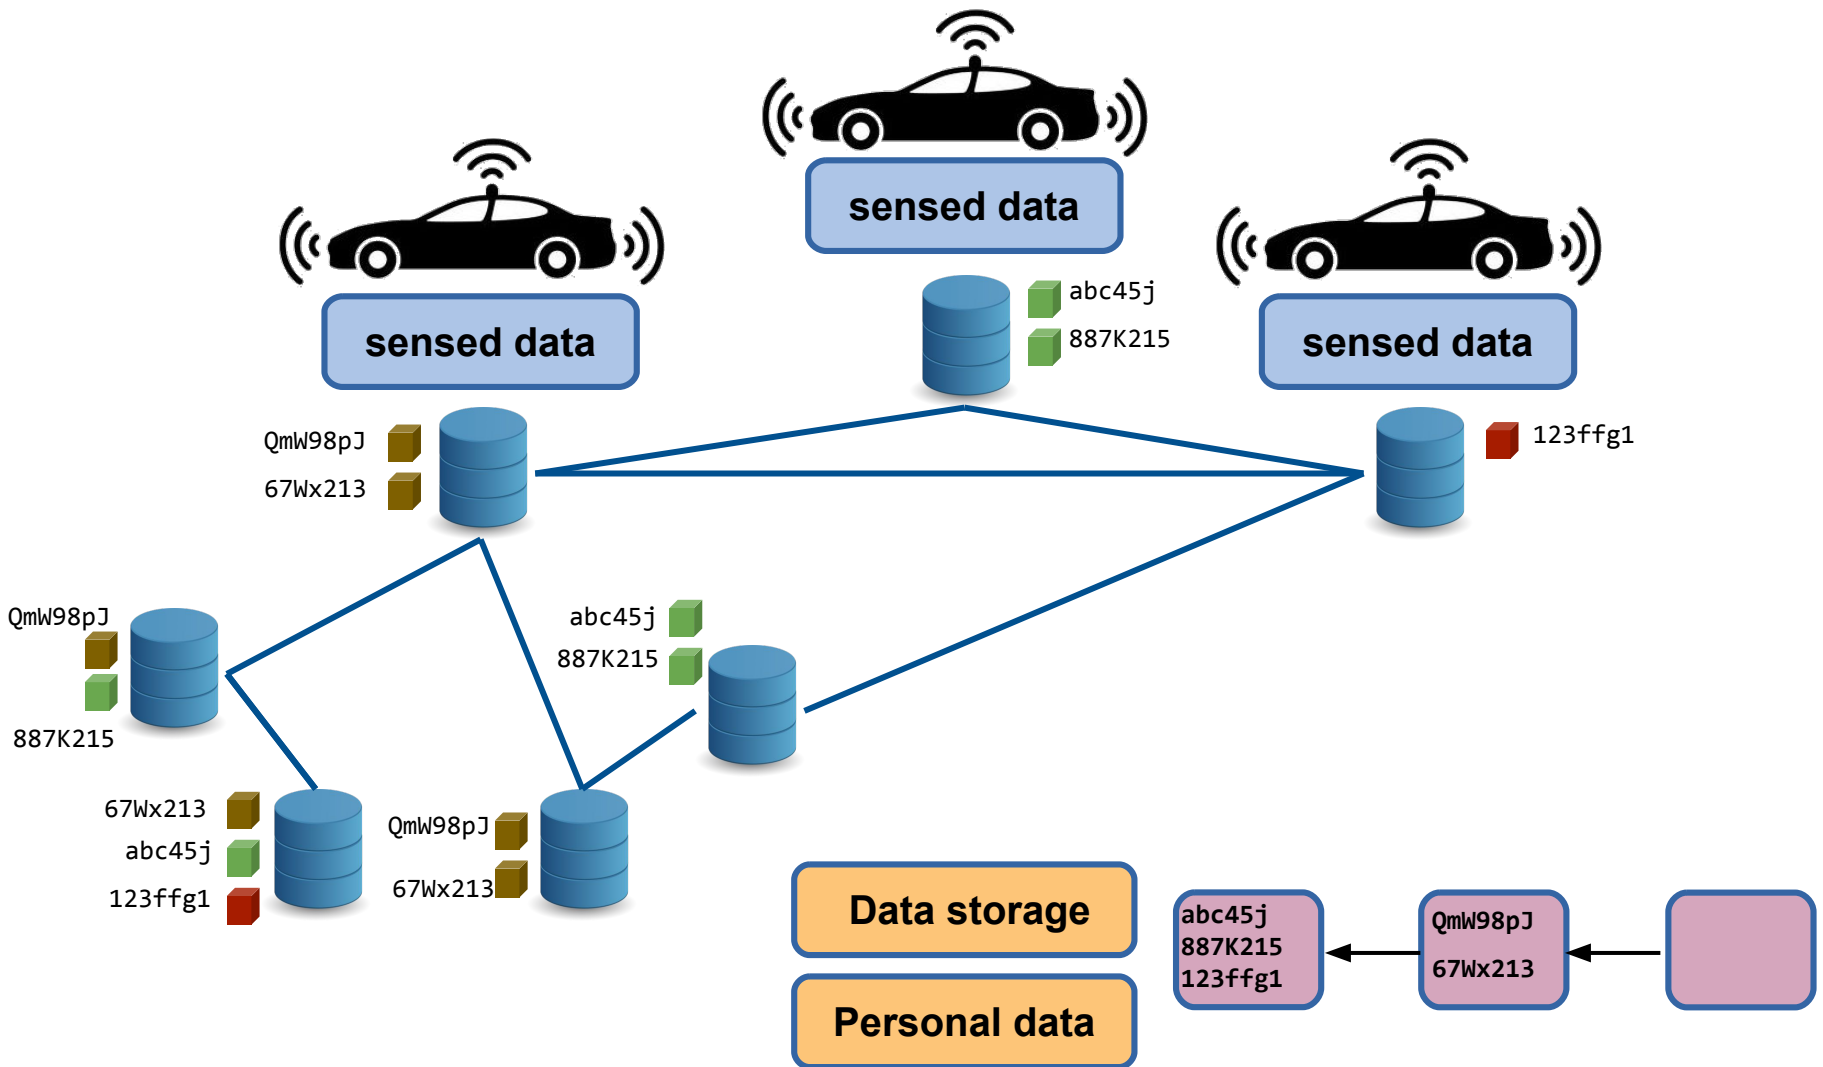 sensed data
sensed data
sensed data
abc45j
887K215
QmW98pJ
67Wx213
123ffg1
QmW98pJ
887K215
abc45j
887K215
67Wx213
abc45j
123ffg1
QmW98pJ
67Wx213
Data storage
Personal data
abc45j
887K215
123ffg1
QmW98pJ
67Wx213